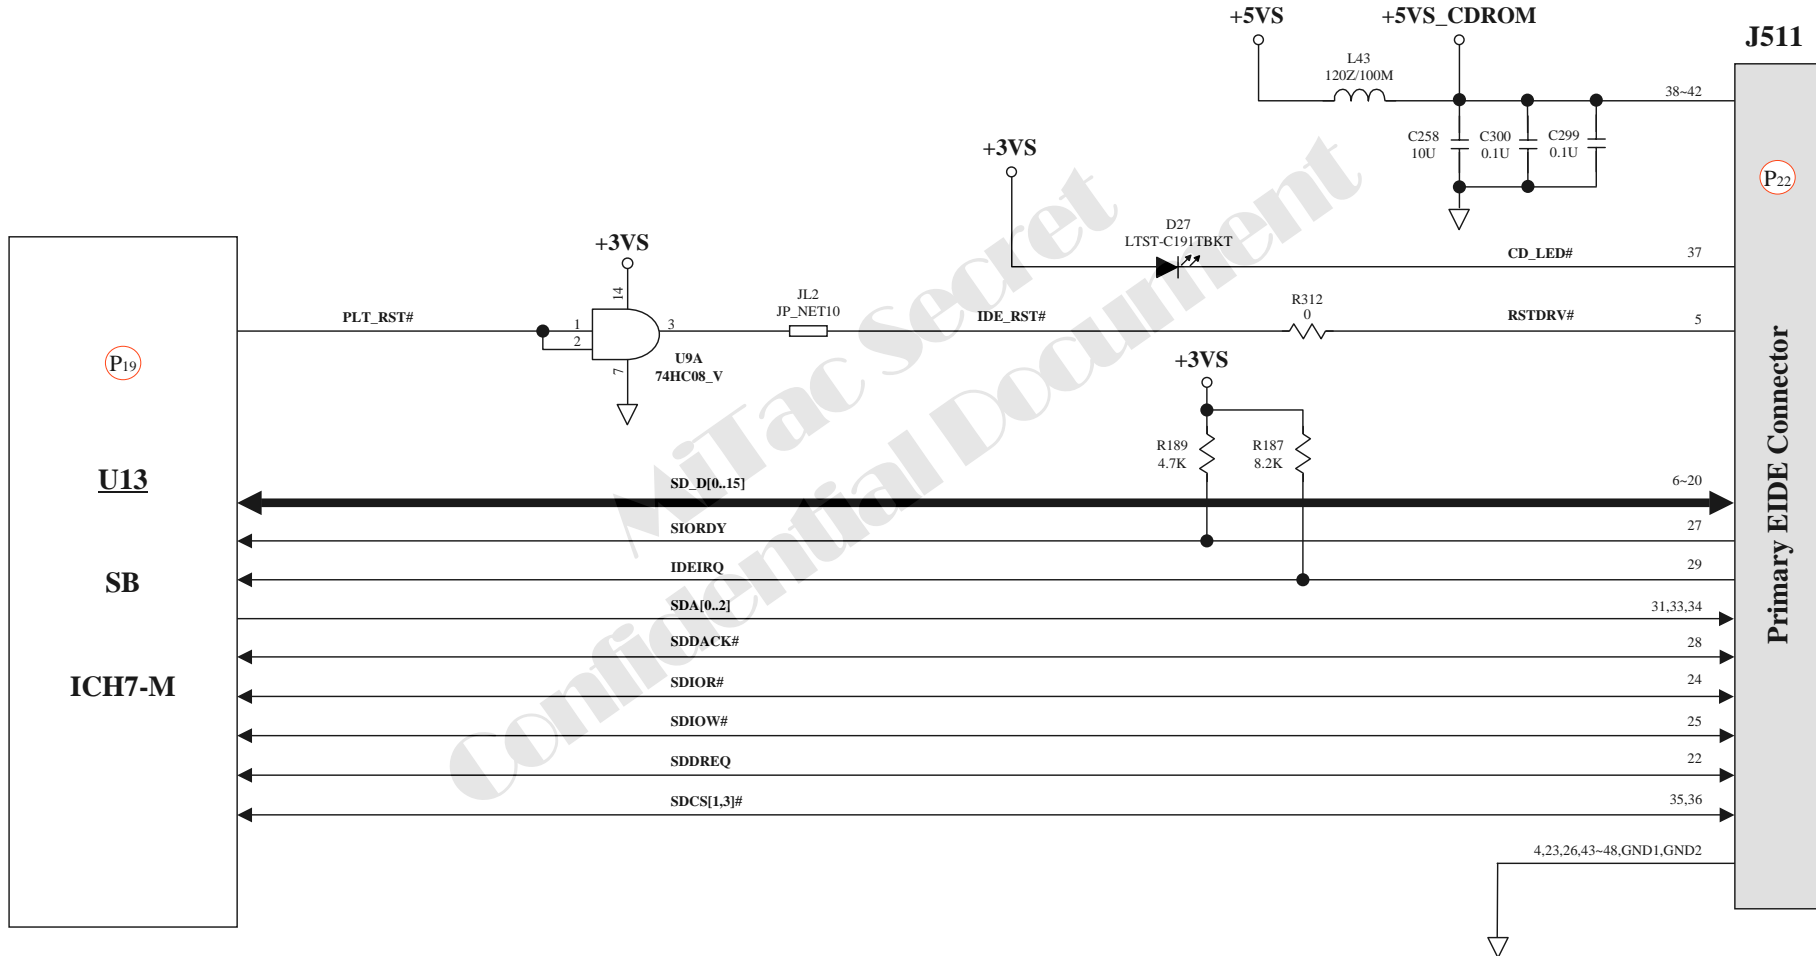 +5VS
+5VS_CDROM
J511
L43
120Z/100M
38~42
C258
10U
C300
0.1U
C299
0.1U
+3VS
P22
D27
LTST-C191TBKT
CD_LED#
37
+3VS
14
JL2
JP_NET10
R312
0
PLT_RST#
1
2
3
IDE_RST#
RSTDRV#
5
U9A
74HC08_V
7
P19
+3VS
R189
4.7K
R187
8.2K
U13
SB
ICH7-M
SD_D[0..15]
6~20
SIORDY
27
IDEIRQ
29
SDA[0..2]
31,33,34
SDDACK#
28
SDIOR#
24
SDIOW#
25
SDDREQ
22
SDCS[1,3]#
35,36
4,23,26,43~48,GND1,GND2
Primary EIDE Connector
MiTac Secret
Confidential Document